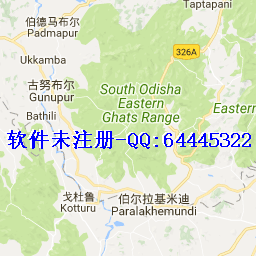 Taptapani
伯德马布尔
Padmapur
326A
Ukkamba
古努布尔
Gunupur
South Odisha
Eastern
Ghats Range
Eastern
Bathili
软件未注册-QQ:64445322
戈杜鲁
Kotturu
伯尔拉基米迪
Paralakhemundi